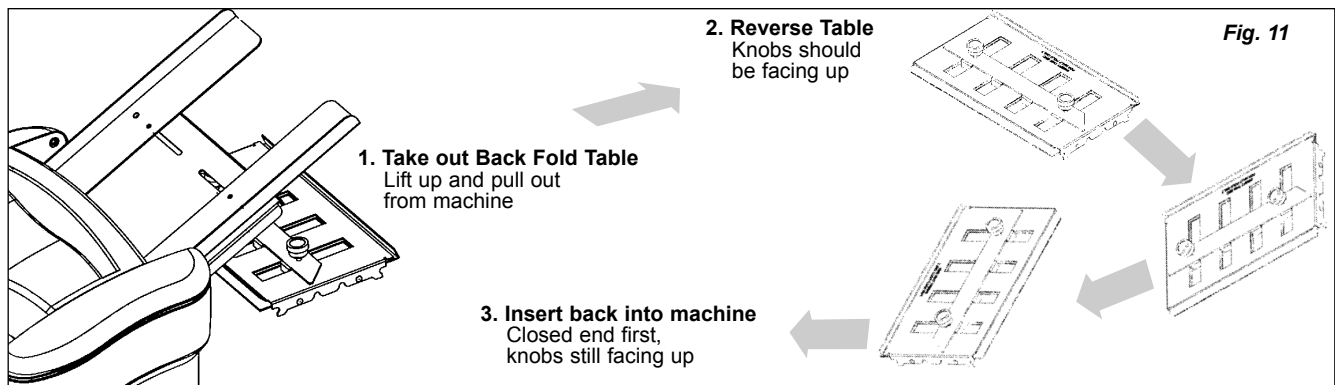 1. Take out Back Fold Table
Lift up and pull out
from machine
2. Reverse Table
Knobs should
be facing up
3. Insert back into machine
Closed end first,
knobs still facing up
Fig. 11